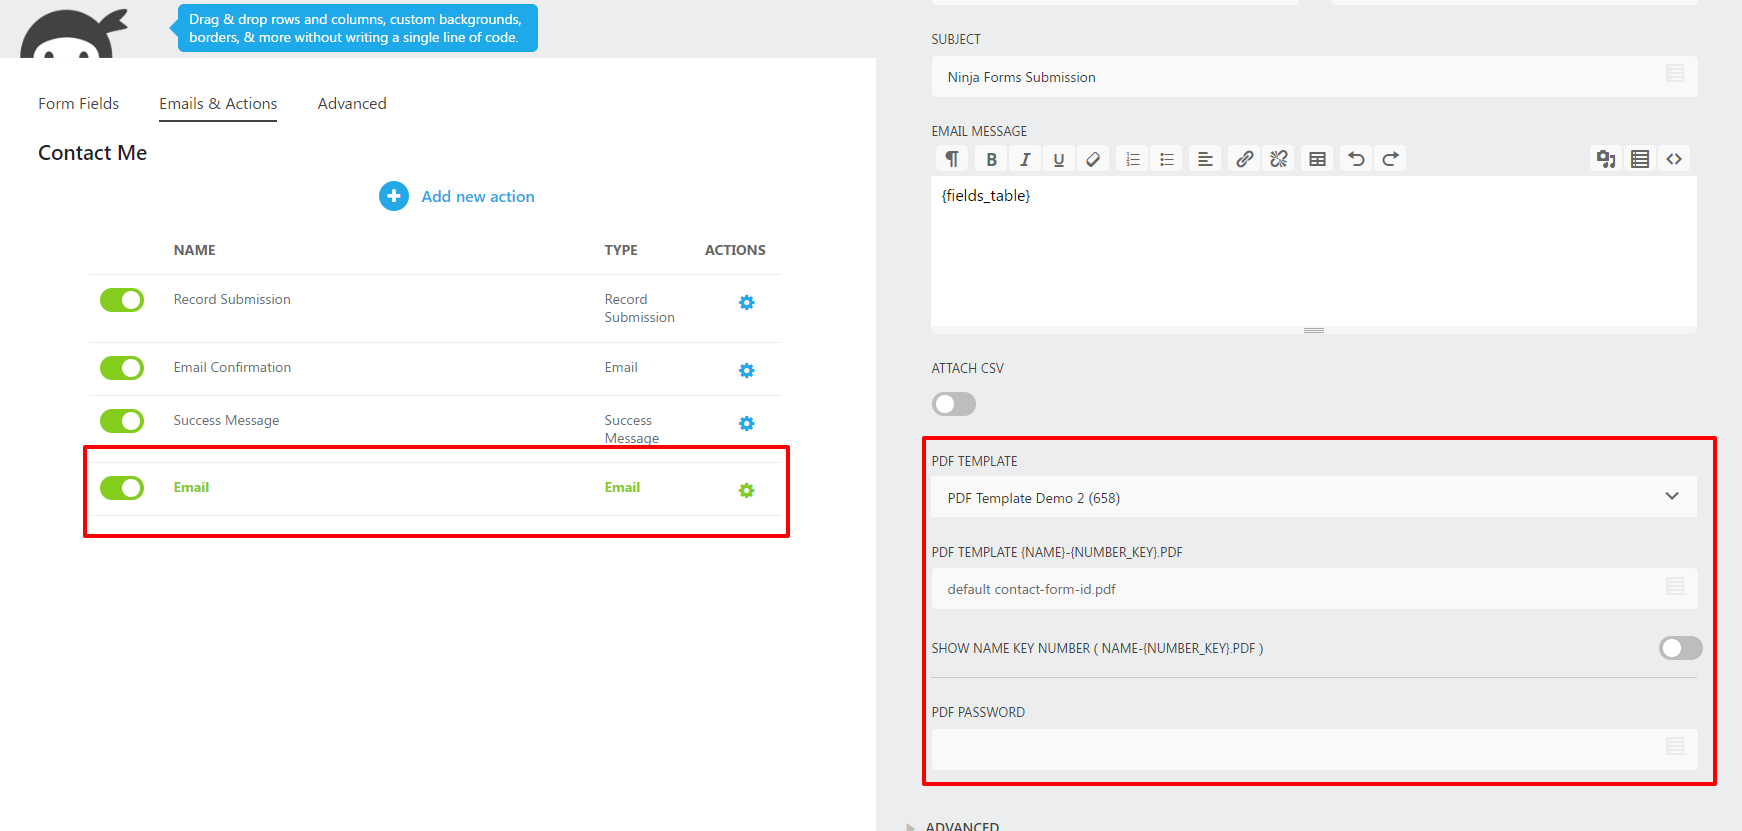 Drag & drop rows and columns, custom backgrounds,
borders, & more without writing a single line of code.
Form Fields
Emails & Actions
Advanced
Contact Me
Add new action
NAME
TYPE
ACTIONS
Record Submission
Record
Submission
Email Confirmation
Email
Success Message
Success
Message
Email
Email
SUBJECT
Ninja Forms Submission
EMAIL MESSAGE
{fields_table}
ATTACH CSV
PDF TEMPLATE
PDF Template Demo 2 (658)
PDF TEMPLATE {NAME}-{NUMBER_KEY}.PDF
default contact-form-id.pdf
SHOW NAME KEY NUMBER ( NAME-{NUMBER_KEY}.PDF )
PDF PASSWORD
ADVANCED